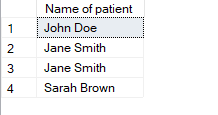 Name of patient
1 John Doe
2 Jane Smith
3 Jane Smith
4 Sarah Brown